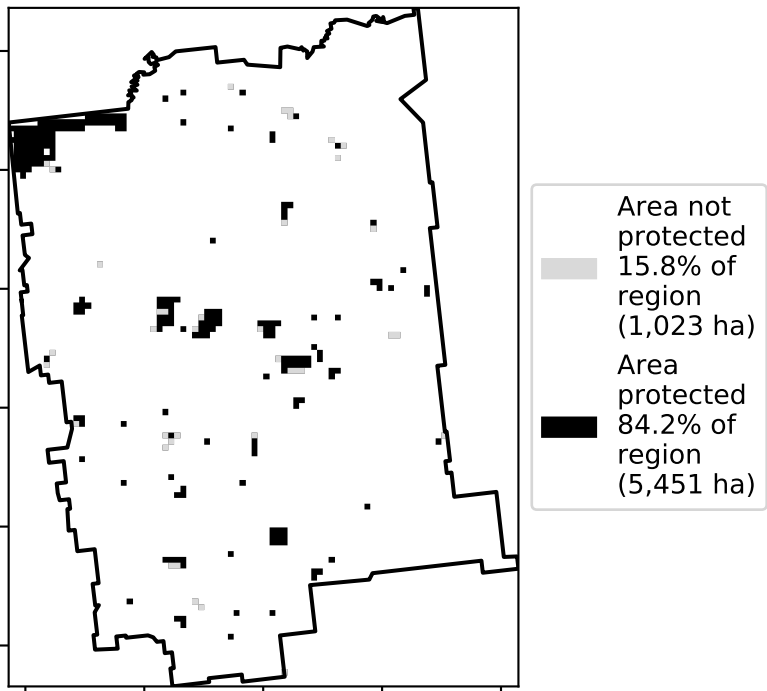 Area not
protected
15.8% of
region
(1,023 ha)
Area
protected
84.2% of
region
(5,451 ha)